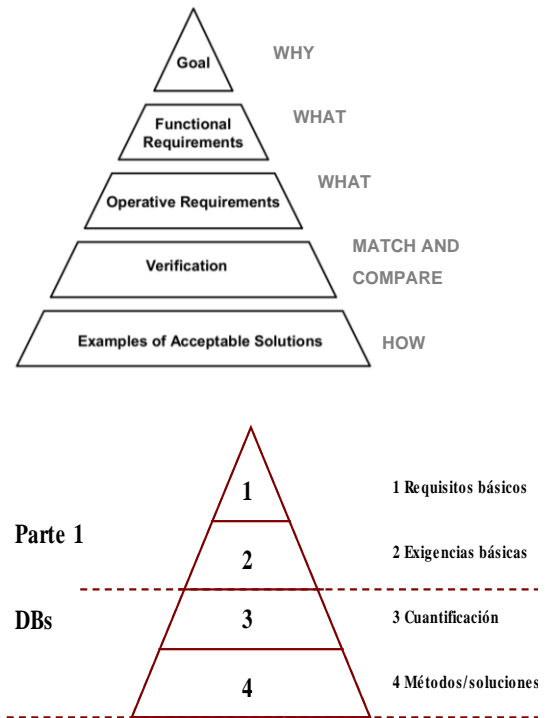 Goal
WHY
Functional
Requirements
WHAT
Operative Requirements
WHAT
Verification
MATCH AND
COMPARE
Examples of Acceptable Solutions
HOW
1
1 Requisitos básicos
Parte 1
2
2 Exigencias básicas
DBs
3
3 Cuantificación
4
4 Métodos/soluciones